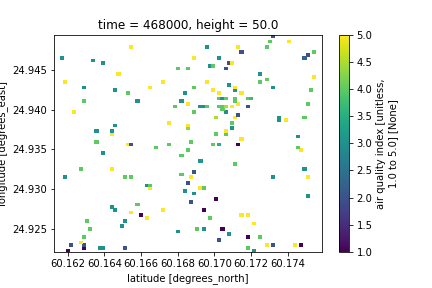 time = 468000, height = 50.0
24.945
24.940
24.935
24.930
24.925
longitude [degrees_east]
60.162 60.164 60.166 60.168 60.170 60.172 60.174
latitude [degrees_north]
5.0
4.5
4.0
3.5
3.0
2.5
2.0
1.5
1.0
air quality index [unitless,
1.0 to 5.0] [None]